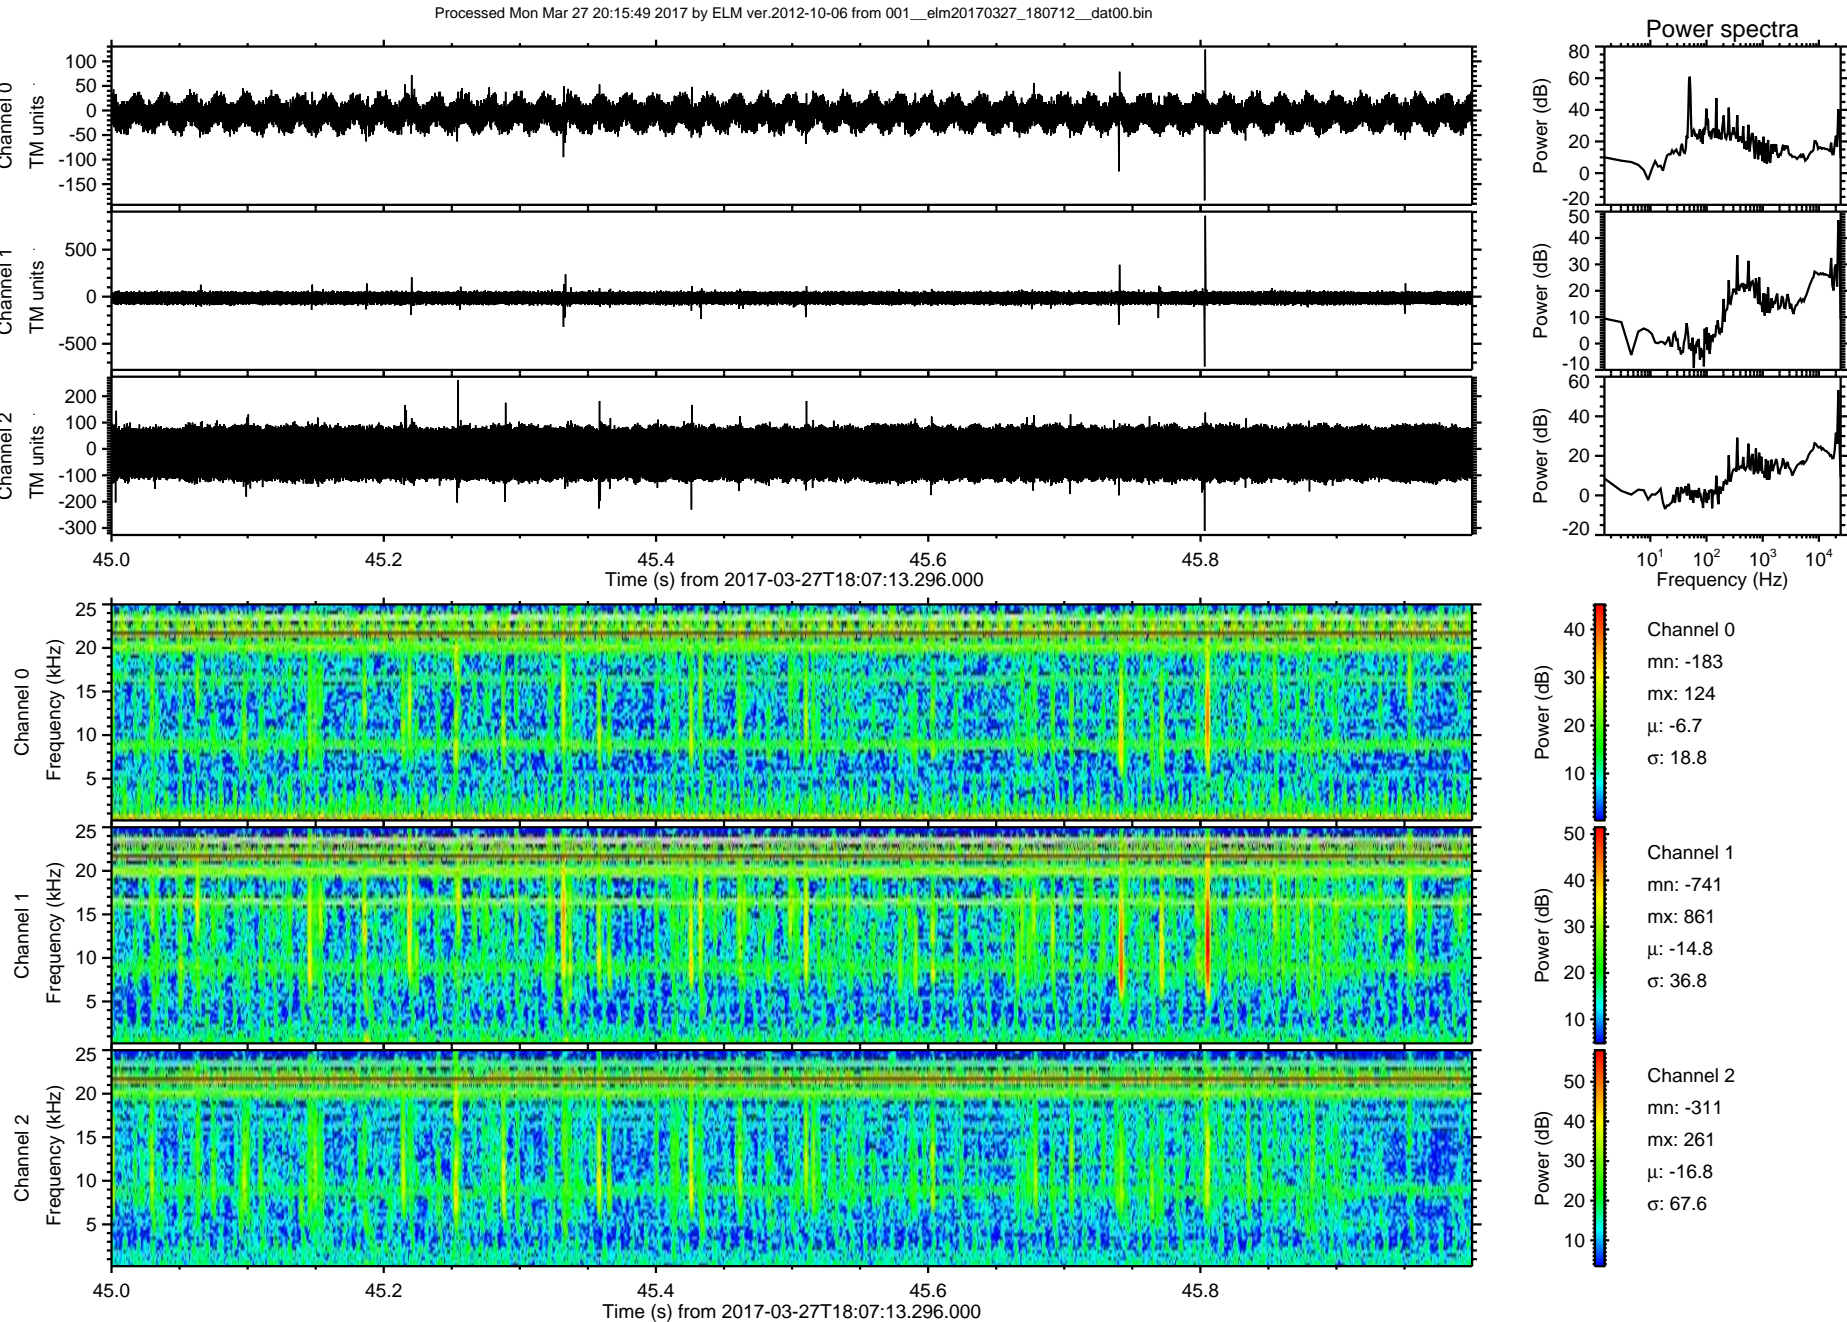 Processed Mon Mar 27 20:15:49 2017 by ELM ver.2012-10-06 from 001__elm20170327_180712__dat00.bin
Power spectra
Channel 0
TM units
100
50
0
-50
-100
-150
Power (dB)
80
60
40
20
0
-20
Channel 1
TM units
500
0
-500
Power (dB)
50
40
30
20
10
0
-10
Channel 2
TM units
200
100
0
-100
-200
-300
Power (dB)
60
40
20
0
-20
45.0 45.2 45.4 45.6 45.8
Time (s) from 2017-03-27T18:07:13.296.000
10¹ 10² 10³ 10⁴
Frequency (Hz)
Channel 0
Frequency (kHz)
25
20
15
10
5
Power (dB)
40
30
20
10
Channel 0
mn: -183
mx: 124
μ: -6.7
σ: 18.8
Channel 1
Frequency (kHz)
25
20
15
10
5
Power (dB)
50
40
30
20
10
Channel 1
mn: -741
mx: 861
μ: -14.8
σ: 36.8
Channel 2
Frequency (kHz)
25
20
15
10
5
Power (dB)
50
40
30
20
10
Channel 2
mn: -311
mx: 261
μ: -16.8
σ: 67.6
45.0 45.2 45.4 45.6 45.8
Time (s) from 2017-03-27T18:07:13.296.000